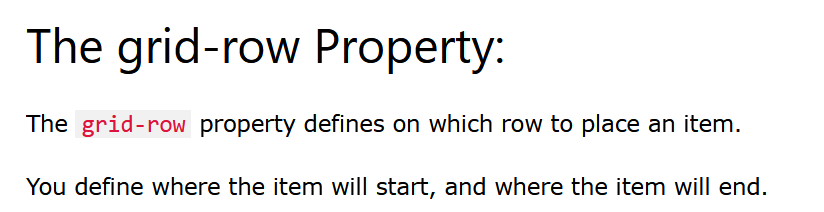 The grid-row Property:
The grid-row property defines on which row to place an item.
You define where the item will start, and where the item will end.